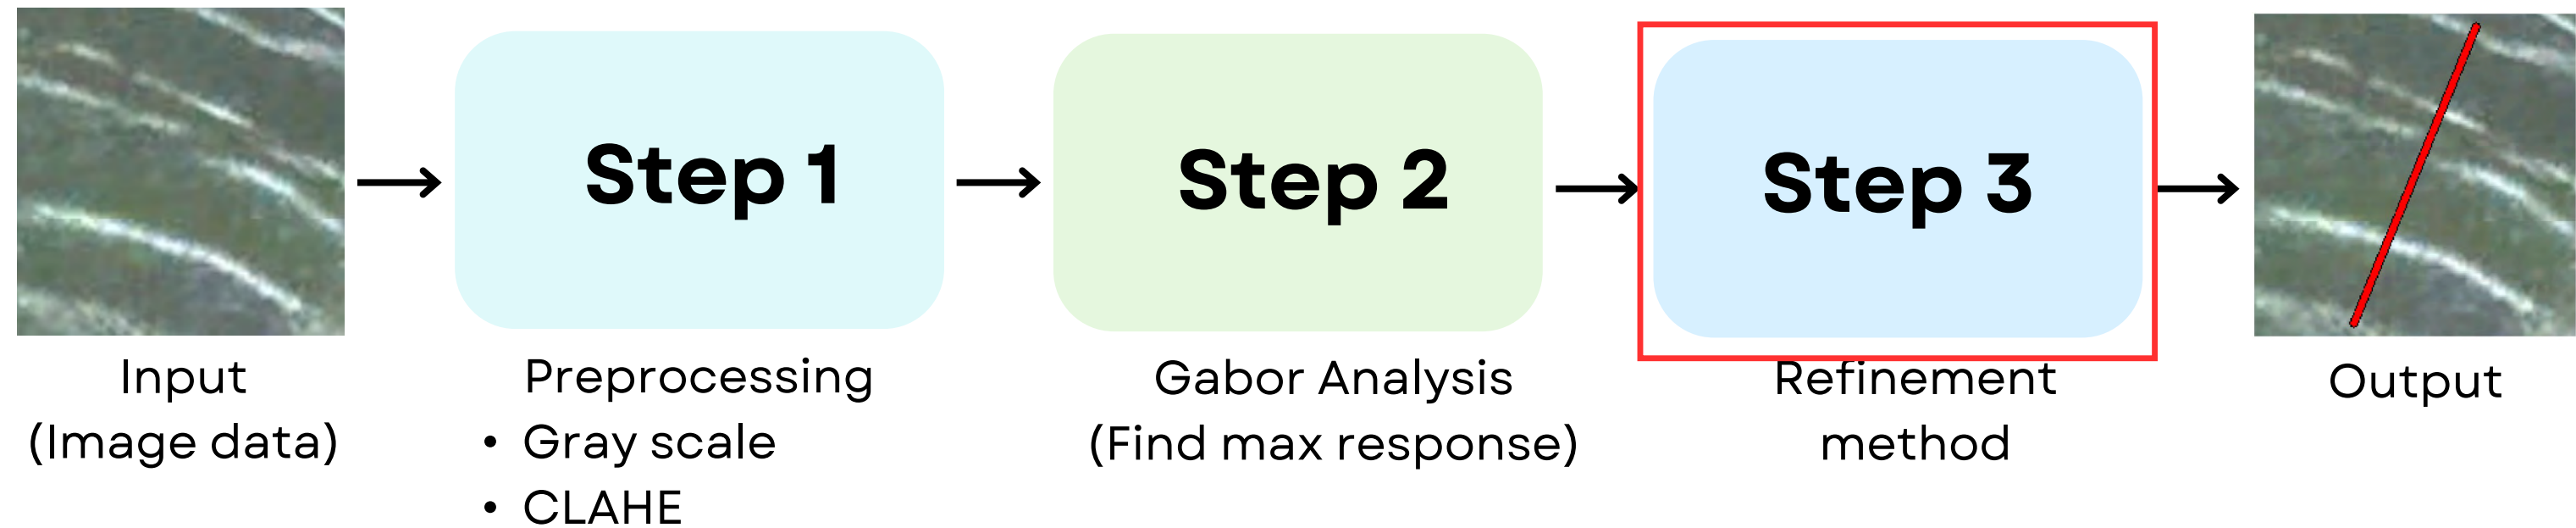 Step 1
Step 2
Step 3
Input
(Image data)
Preprocessing
• Gray scale
• CLAHE
Gabor Analysis
(Find max response)
Refinement
method
Output